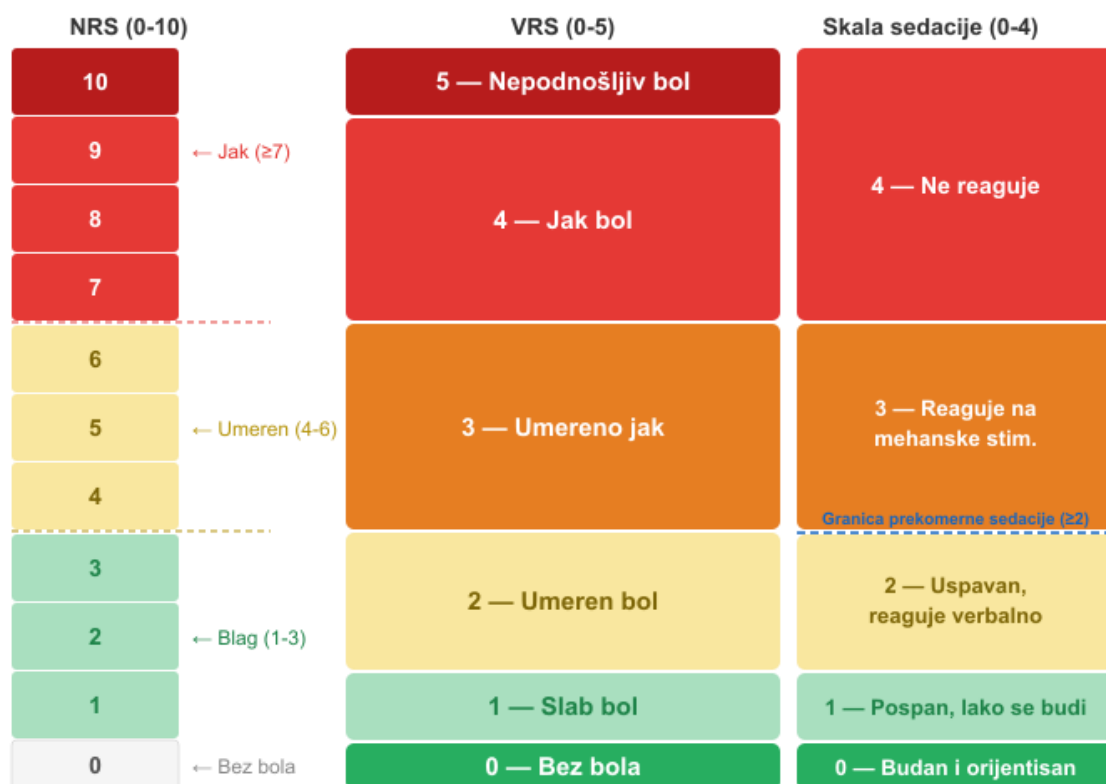 NRS (0-10)
VRS (0-5)
Skala sedacije (0-4)
10
9
← Jak (≥7)
8
7
6
5
← Umeren (4-6)
4
3
2
← Blag (1-3)
1
0
← Bez bola
5 — Nepodnošljiv bol
4 — Jak bol
3 — Umereno jak
2 — Umeren bol
1 — Slab bol
0 — Bez bola
4 — Ne reaguje
3 — Reaguje na
mehanske stim.
Granica prekomerne sedacije (≥2)
2 — Uspavan,
reaguje verbalno
1 — Pospan, lako se budi
0 — Budan i orijentisan